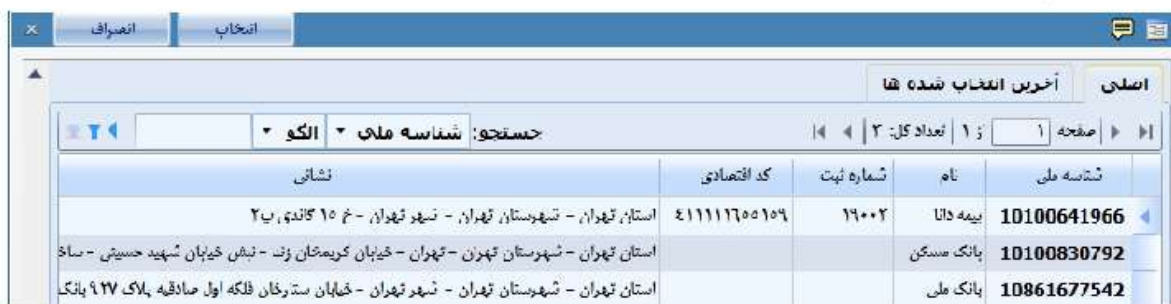 انتخاب انصراف
اصلی آخرین انتخاب شده ها
صفحه ۱ از ۱ تعداد کل: ۳ جستجو: شناسه ملی الگو
شناسه ملی نام شماره ثبت کد اقتصادی نشانی
10100641966 بیمه دانا ۱۹۰۰۲ ۴۱۱۱۱۱۶۵۵۱۵۹ استان تهران - شهرستان تهران - شهر تهران - خ ۱۵ گاندی پ۲
10100830792 بانک مسکن استان تهران - شهرستان تهران - تهران - خیابان کریمخان زند - نبش خیابان شهید حسینی - ساخ
10861677542 بانک ملی استان تهران - شهرستان تهران - شهر تهران - خیابان ستارخان فلکه اول صادقیه پلاک ۹۲۷ بانک